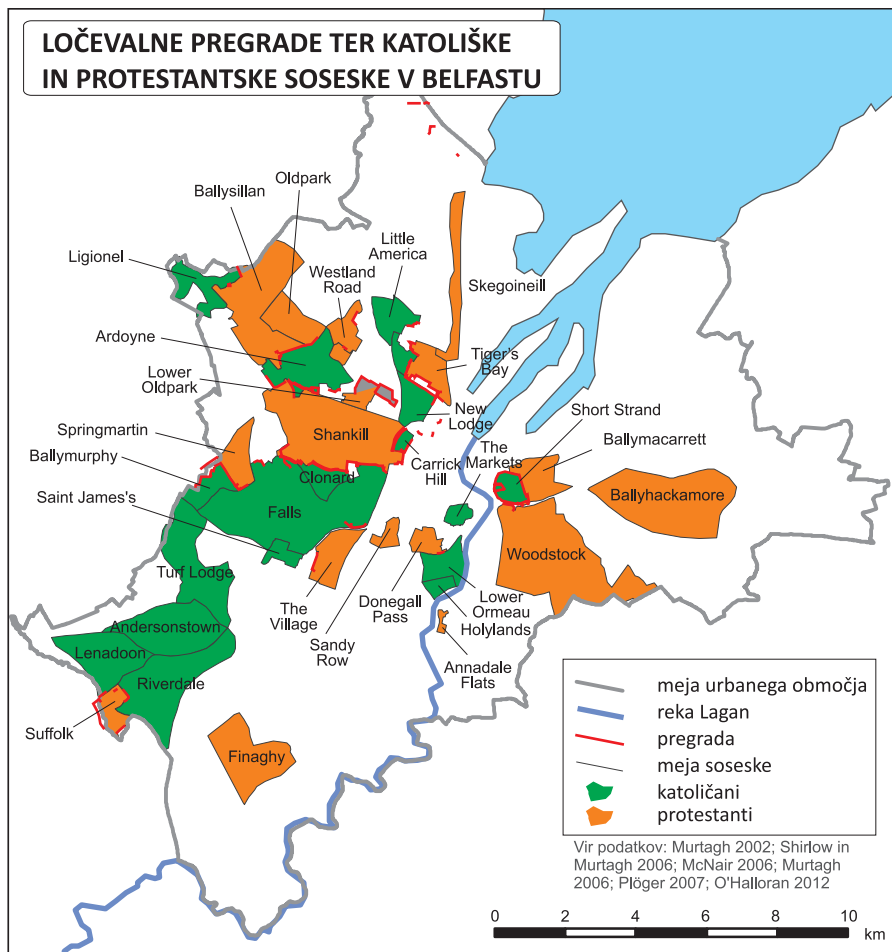 LOČEVALNE PREGRADE TER KATOLIŠKE
IN PROTESTANTSKE SOSESKE V BELFASTU
Oldpark
Ballysillan
Little
America
Ligionel
Westland
Road
Skegoineill
Ardoyne
Tiger's
Bay
Lower
Oldpark
New
Lodge
Short Strand
Springmartin
Shankill
The
Markets
Ballymacarrett
Ballymurphy
Carrick
Hill
Clonard
Saint James's
Ballyhackamore
Falls
Woodstock
Turf Lodge
The
Village
Donegall
Pass
Lower
Ormeau
Holylands
Sandy
Row
Andersonstown
Lenadoon
Annadale
Flats
Riverdale
Suffolk
Finaghy
meja urbanega območja
reka Lagan
pregrada
meja soseske
katoličani
protestanti
Vir podatkov: Murtagh 2002; Shirlow in
Murtagh 2006; McNair 2006; Murtagh
2006; Plöger 2007; O'Halloran 2012
0 2 4 6 8 10
km